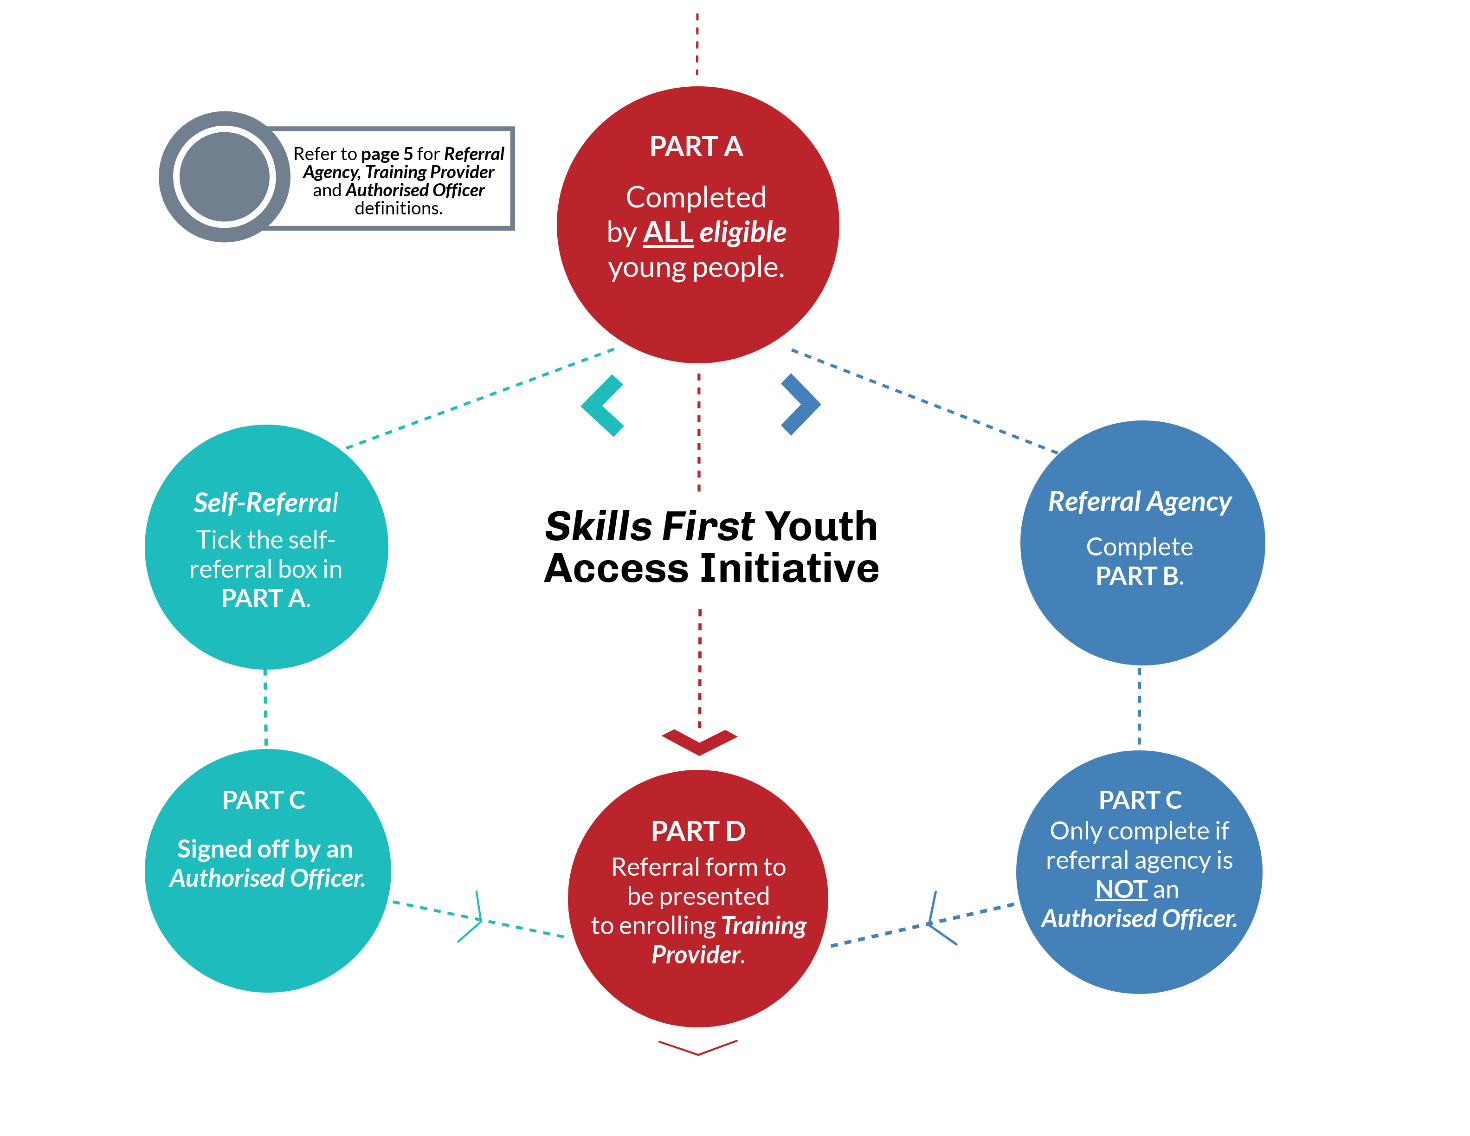 Refer to page 5 for Referral
Agency, Training Provider
and Authorised Officer
definitions.
PART A
Completed
by ALL eligible
young people.
Self-Referral
Tick the self-
referral box in
PART A.
Skills First Youth
Access Initiative
Referral Agency
Complete
PART B.
PART C
Signed off by an
Authorised Officer.
PART D
Referral form to
be presented
to enrolling Training
Provider.
PART C
Only complete if
referral agency is
NOT an
Authorised Officer.